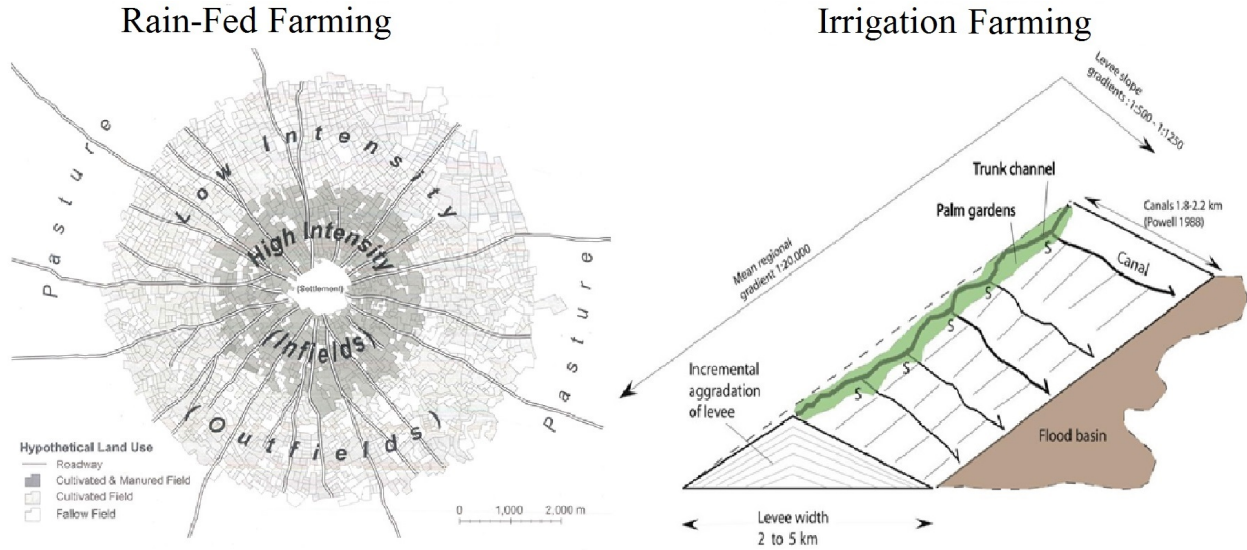 Rain-Fed Farming
Pasture
Low Intensity
High Intensity
(Settlement)
(Infields)
(Outfields)
Pasture
Hypothetical Land Use
Roadway
Cultivated & Manured Field
Cultivated Field
Fallow Field
0 1,000 2,000 m
Irrigation Farming
Levee slope
gradients :1:500 - 1:1250
Trunk channel
Palm gardens
Canals 1.8-2.2 km
(Powell 1988)
Mean regional
gradient 1:20,000
S
Canal
S
S
S
S
Incremental
aggradation
of levee
Flood basin
Levee width
2 to 5 km